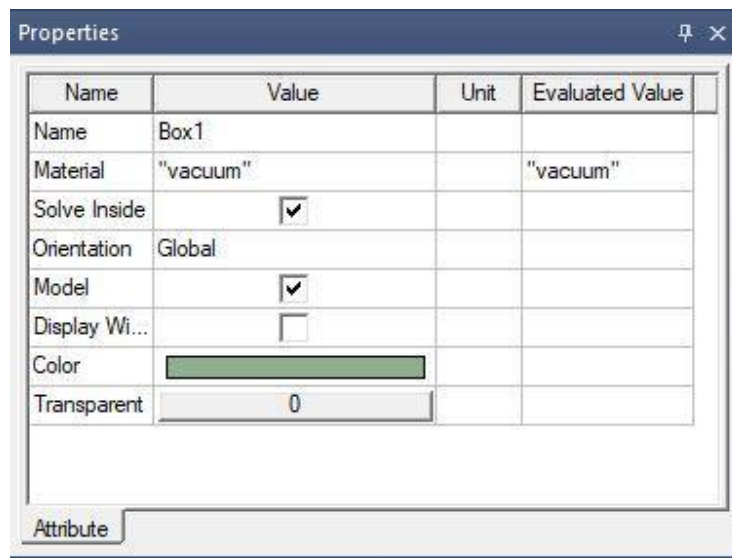 Properties
Name Value Unit Evaluated Value
Name Box1
Material "vacuum" "vacuum"
Solve Inside
Orientation Global
Model
Display Wi...
Color
Transparent 0
Attribute